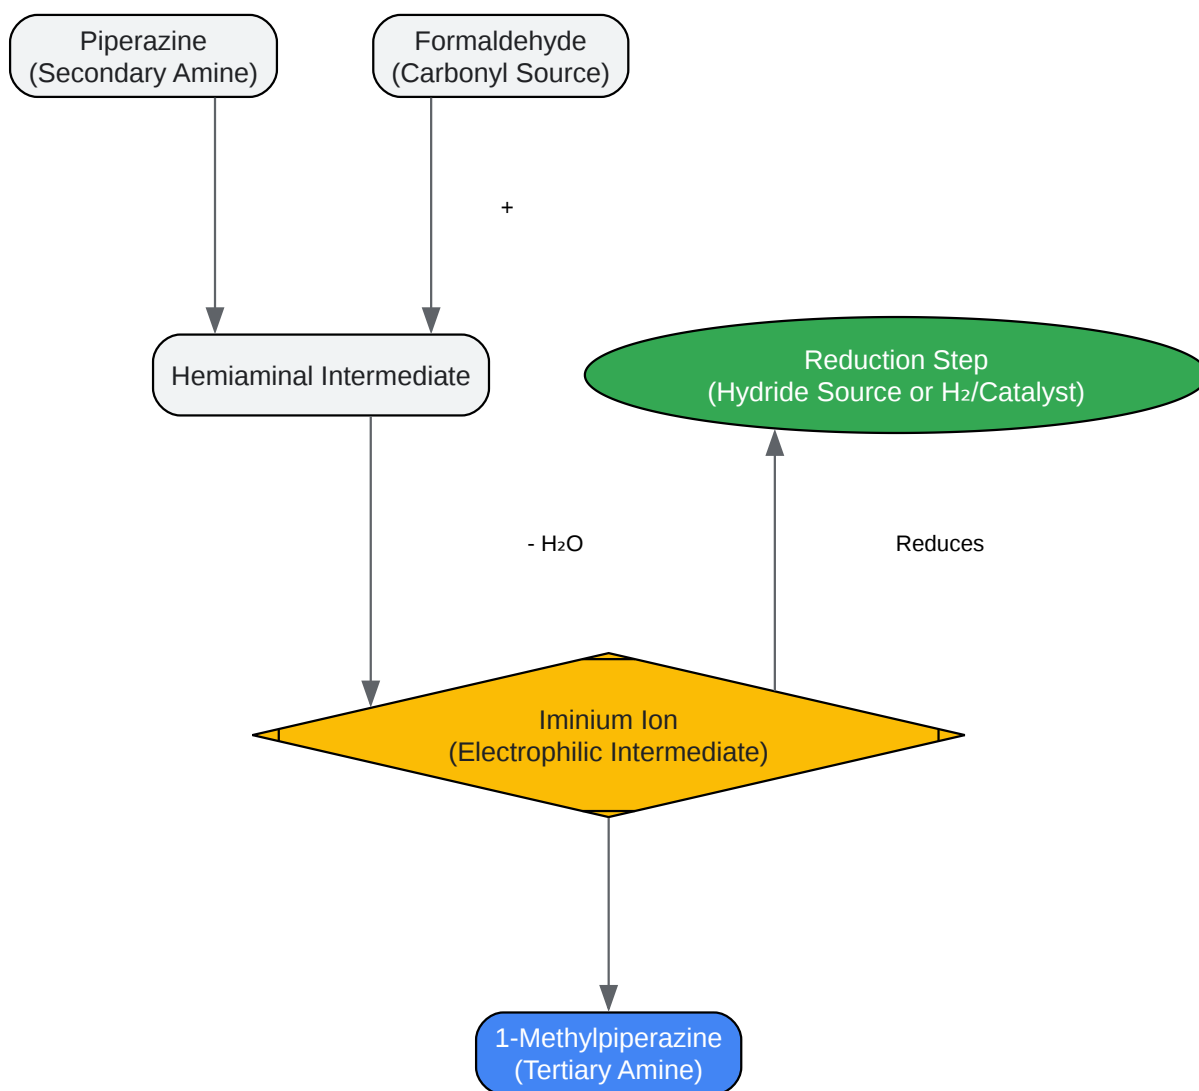 Piperazine
(Secondary Amine)
Formaldehyde
(Carbonyl Source)
+
Hemiaminal Intermediate
Reduction Step
(Hydride Source or H₂/Catalyst)
- H₂O
Reduces
Iminium Ion
(Electrophilic Intermediate)
1-Methylpiperazine
(Tertiary Amine)